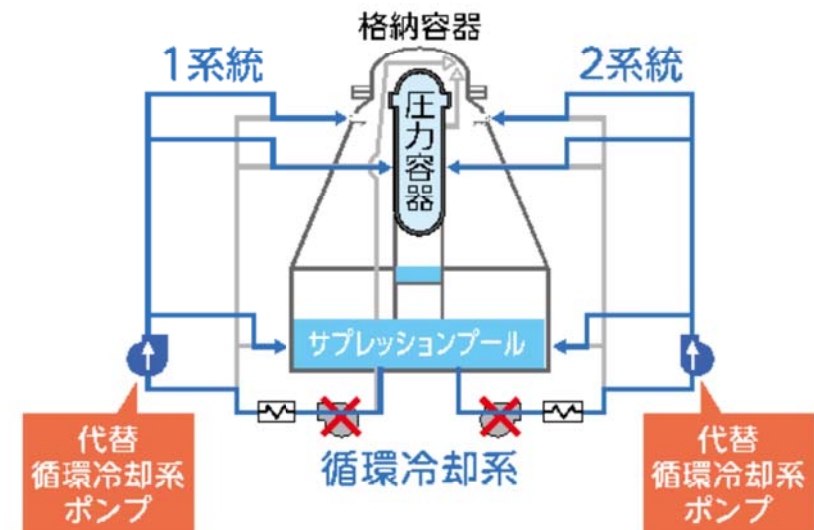 格納容器
1系統
2系統
圧力容器
サプレッションプール
代替
循環冷却系
ポンプ
循環冷却系
代替
循環冷却系
ポンプ